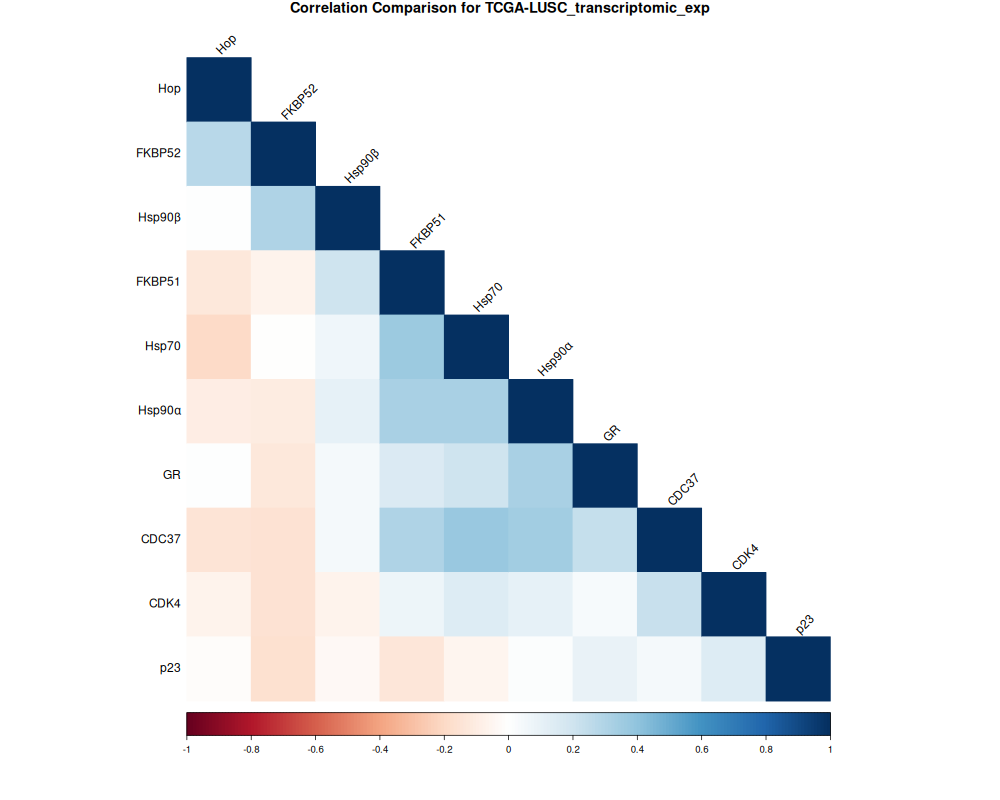 Correlation Comparison for TCGA-LUSC_transcriptomic_exp
Hop
Hop
FKBP52
FKBP52
Hsp90β
Hsp90β
FKBP51
FKBP51
Hsp70
Hsp70
Hsp90α
Hsp90α
GR
GR
CDC37
CDC37
CDK4
CDK4
p23
p23
-1 -0.8 -0.6 -0.4 -0.2 0 0.2 0.4 0.6 0.8 1